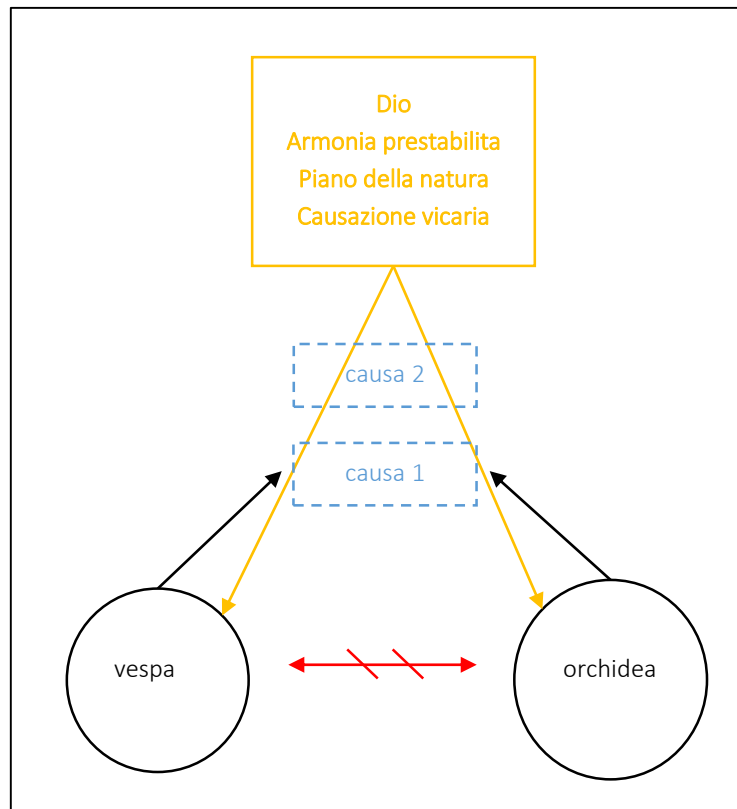 Dio
Armonia prestabilita
Piano della natura
Causazione vicaria
causa 2
causa 1
vespa
orchidea